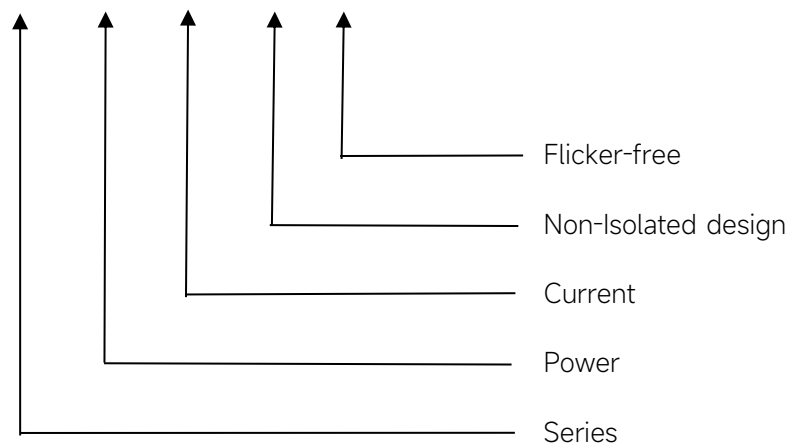 Flicker-free
Non-Isolated design
Current
Power
Series